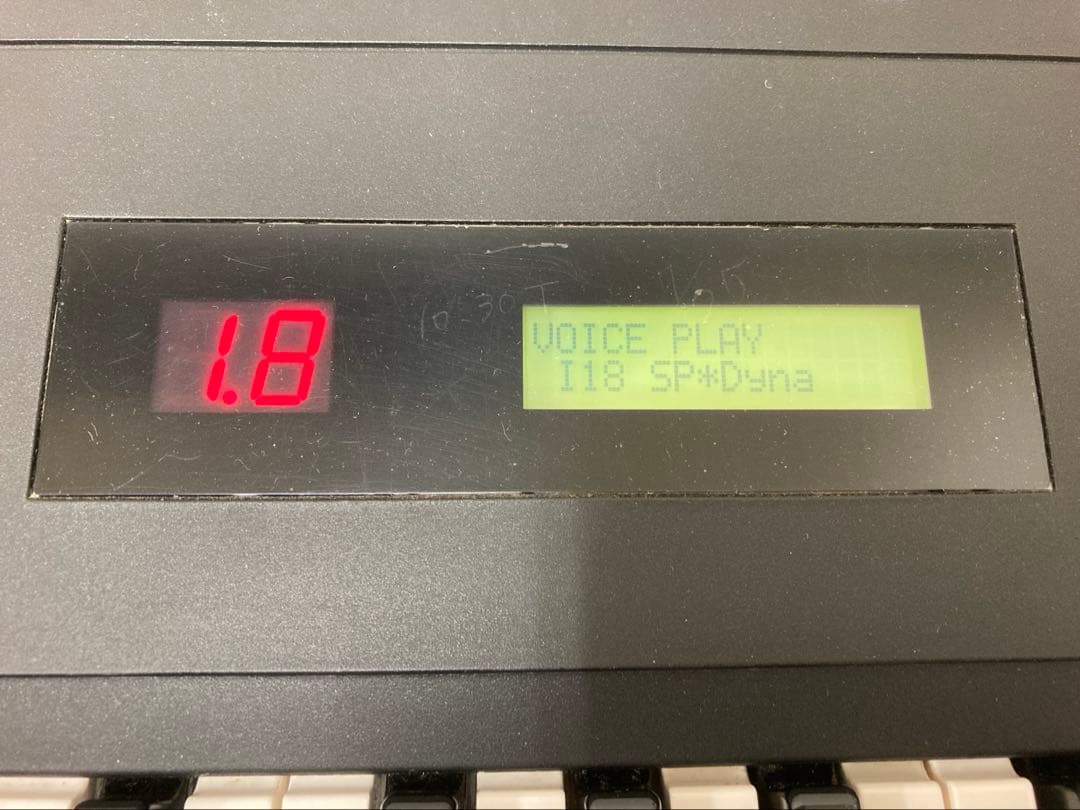 1.8
VOICE PLAY
I18 SP*Dyna